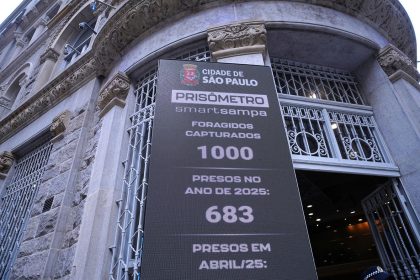 CIDADE DE
SÃO PAULO
PRISÔMETRO
smartsampa
FORAGIDOS
CAPTURADOS
1000
PRESOS NO
ANO DE 2025:
683
PRESOS EM
ABRIL/25: